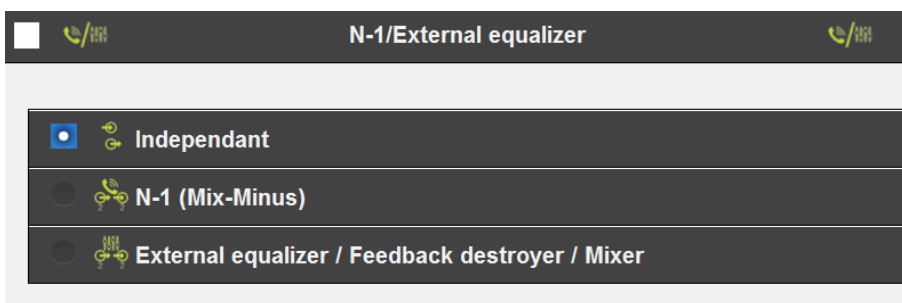 N-1/External equalizer
Independant
N-1 (Mix-Minus)
External equalizer / Feedback destroyer / Mixer